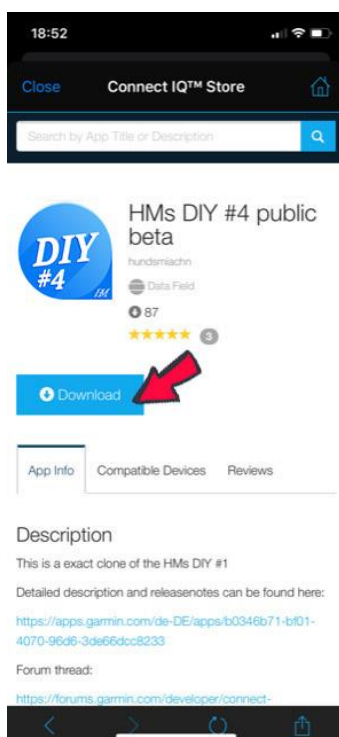 18:52
Close Connect IQ™ Store
Search by App Title or Description
DIY
#4
HM
HMs DIY #4 public
beta
hundsmiachn
Data Field
87
3
Download
App Info Compatible Devices Reviews
Description
This is a exact clone of the HMs DIY #1
Detailed description and releasenotes can be found here:
https://apps.garmin.com/de-DE/apps/b0346b71-bf01-
4070-96d6-3de66dcc8233
Forum thread:
https://forums.garmin.com/developer/connect-